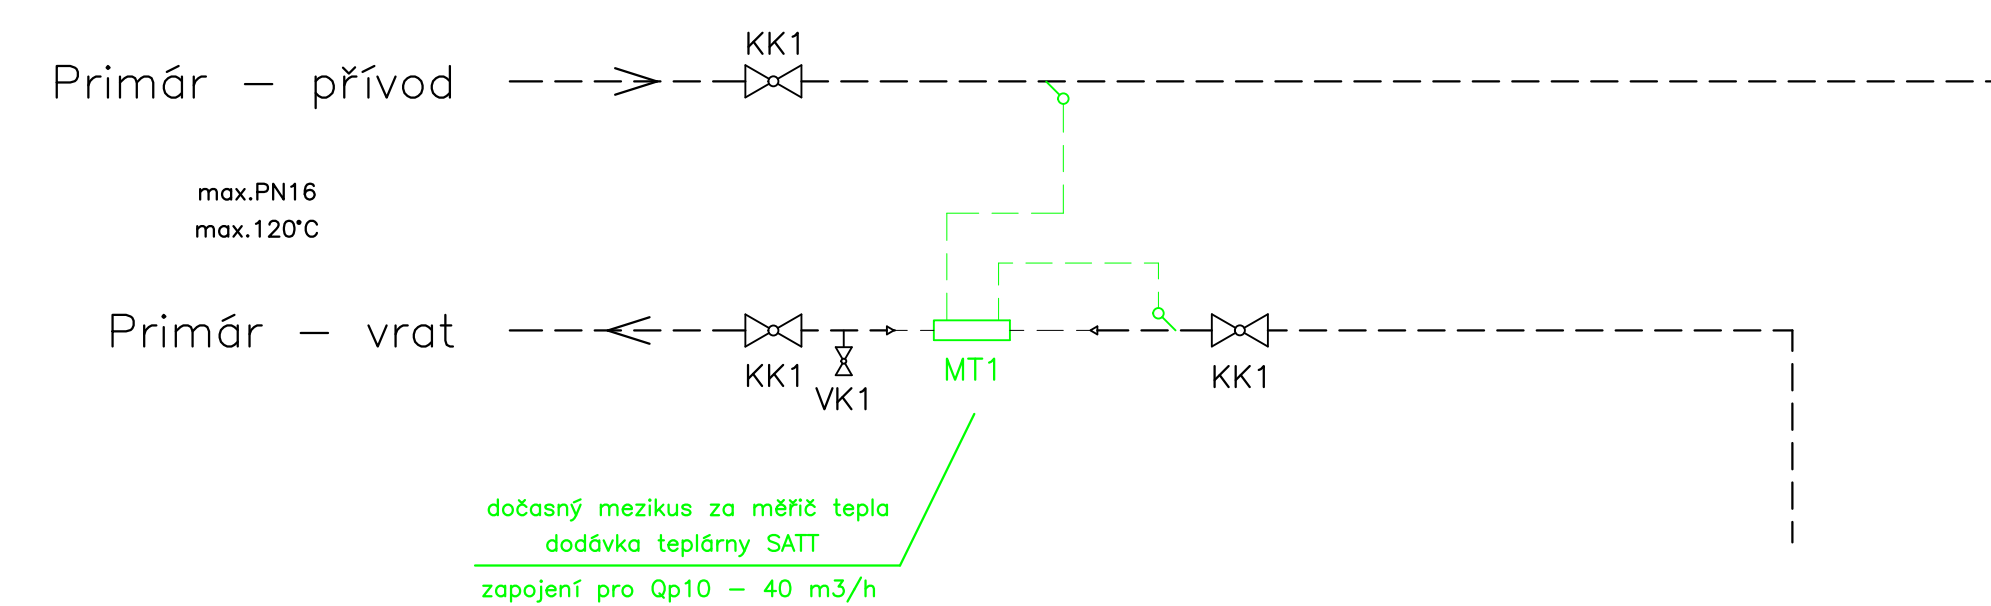 KK1
Primár – přívod
max.PN16
max.120°C
Primár – vrat
KK1
VK1
MT1
KK1
dočasný mezikus za měřič tepla
dodávka teplárny SATT
zapojení pro Qp10 – 40 m3/h